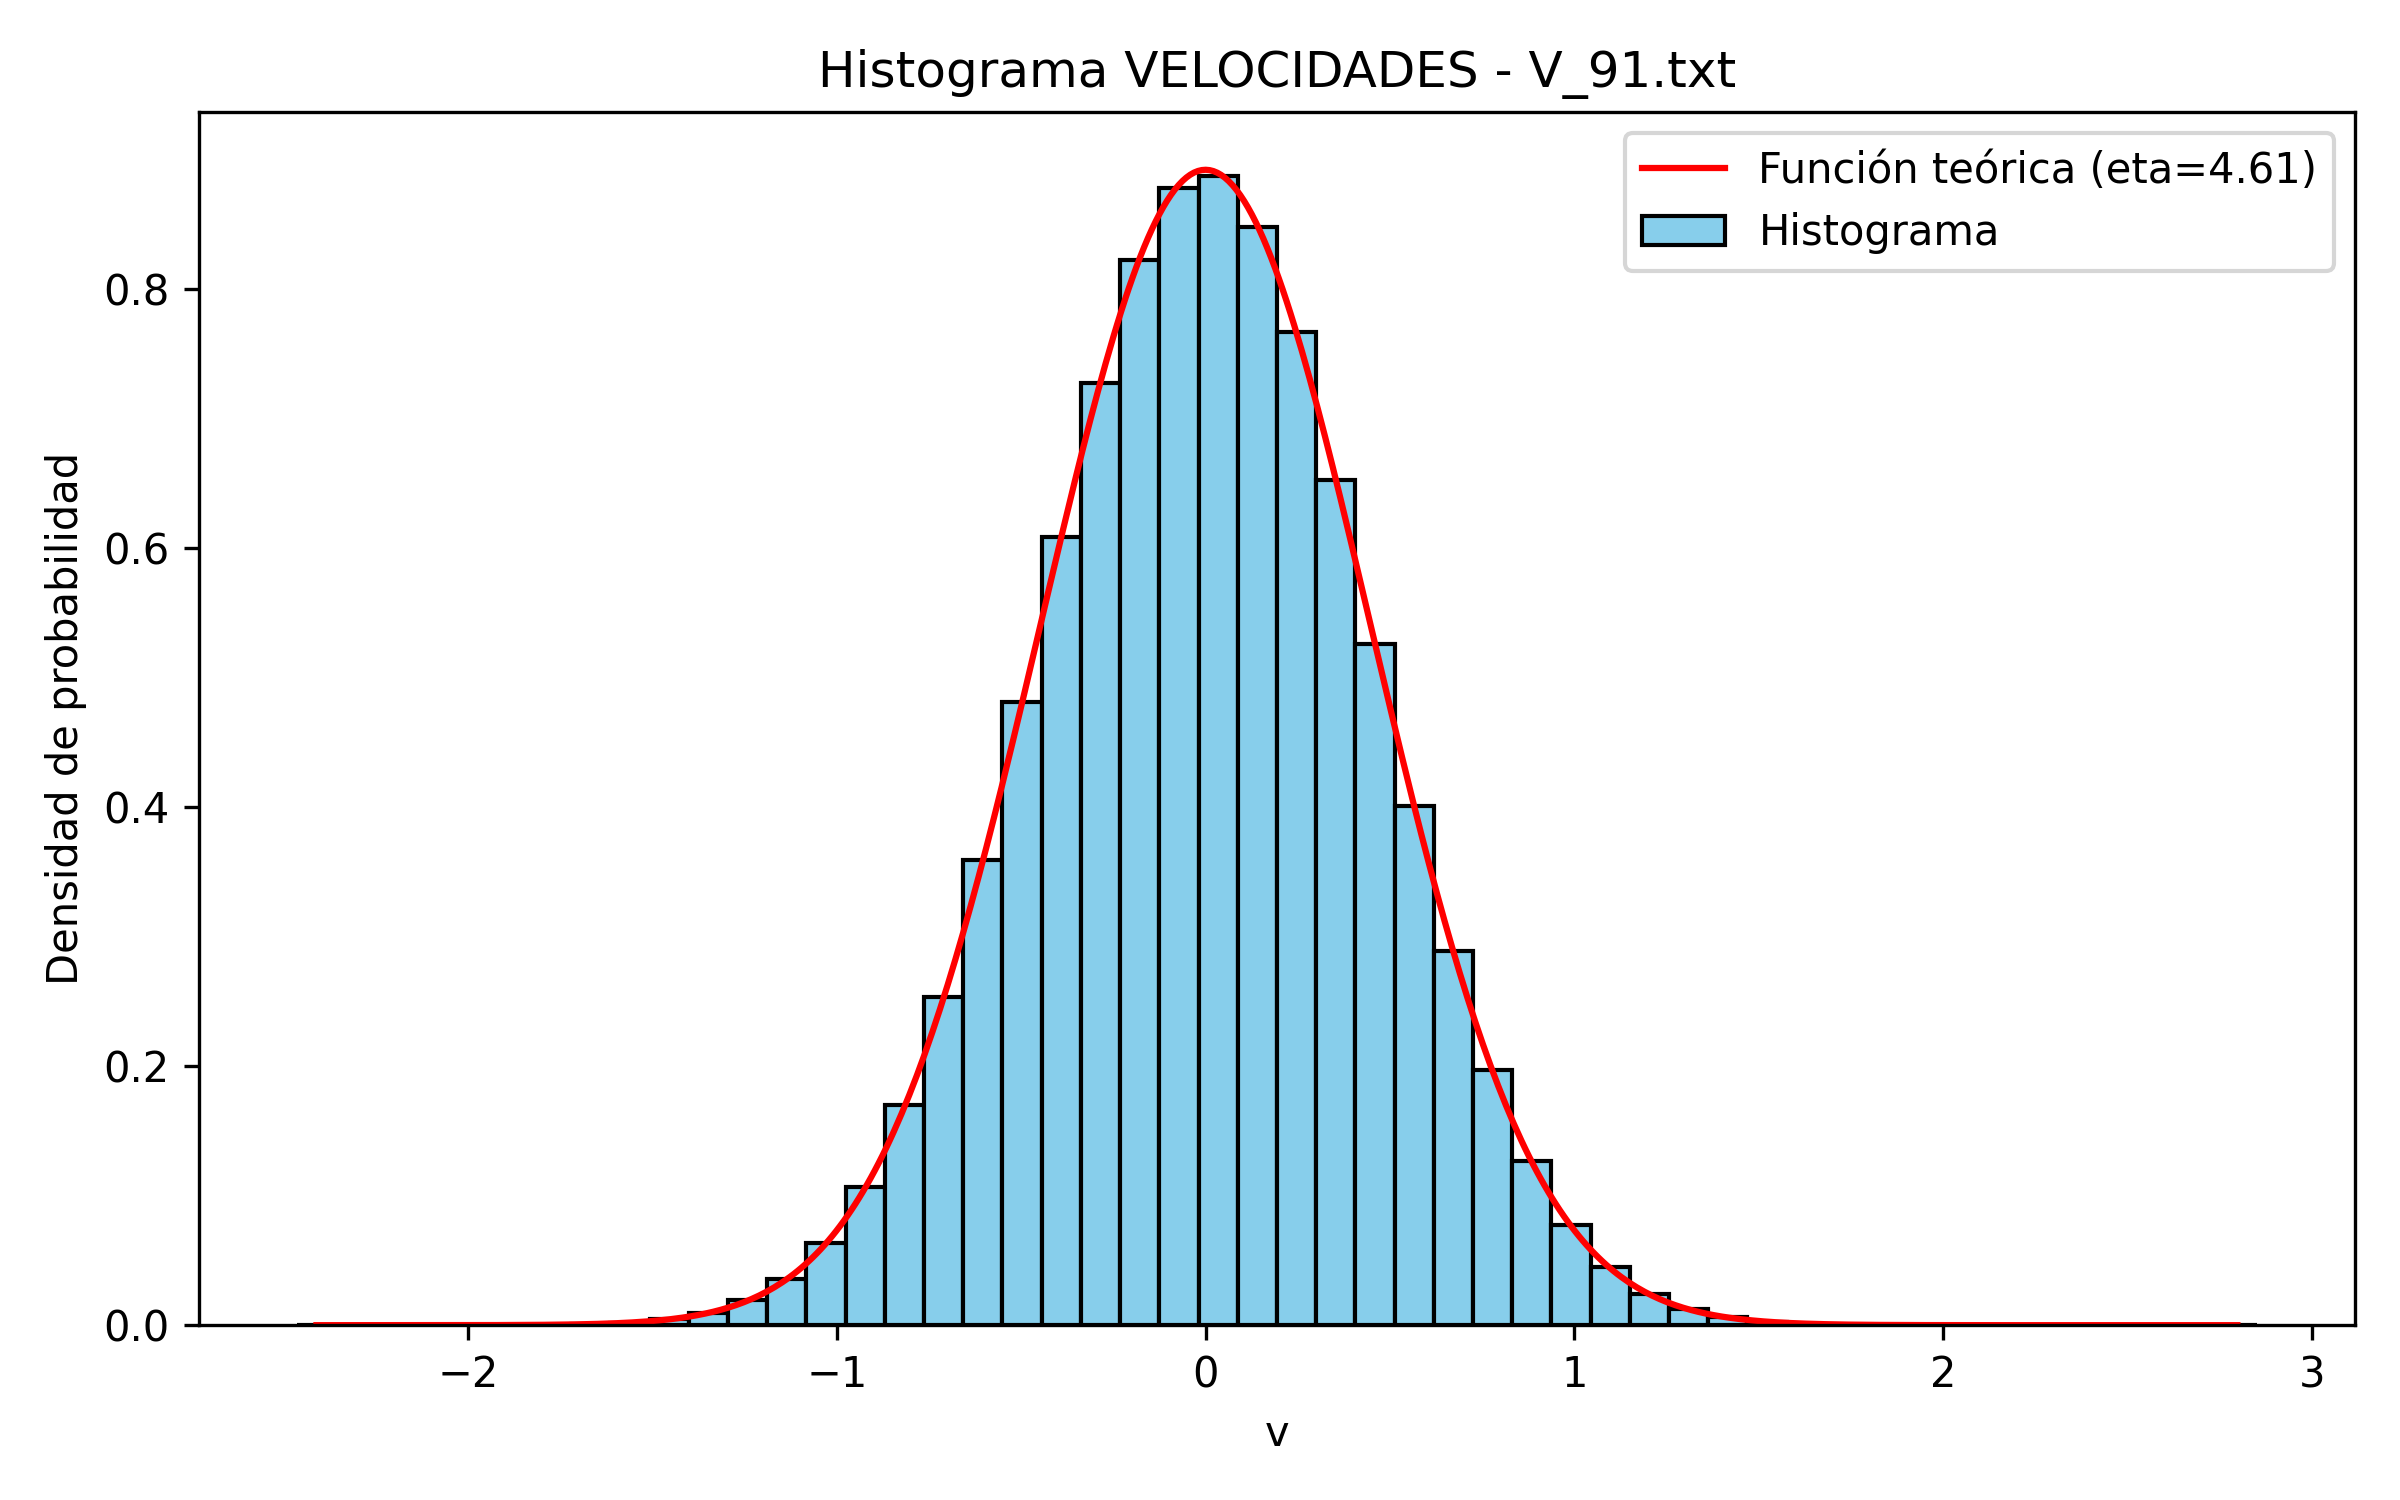 Histograma VELOCIDADES - V_91.txt
Función teórica (eta=4.61)
Histograma
Densidad de probabilidad
0.8
0.6
0.4
0.2
0.0
−2
−1
0
1
2
3
v